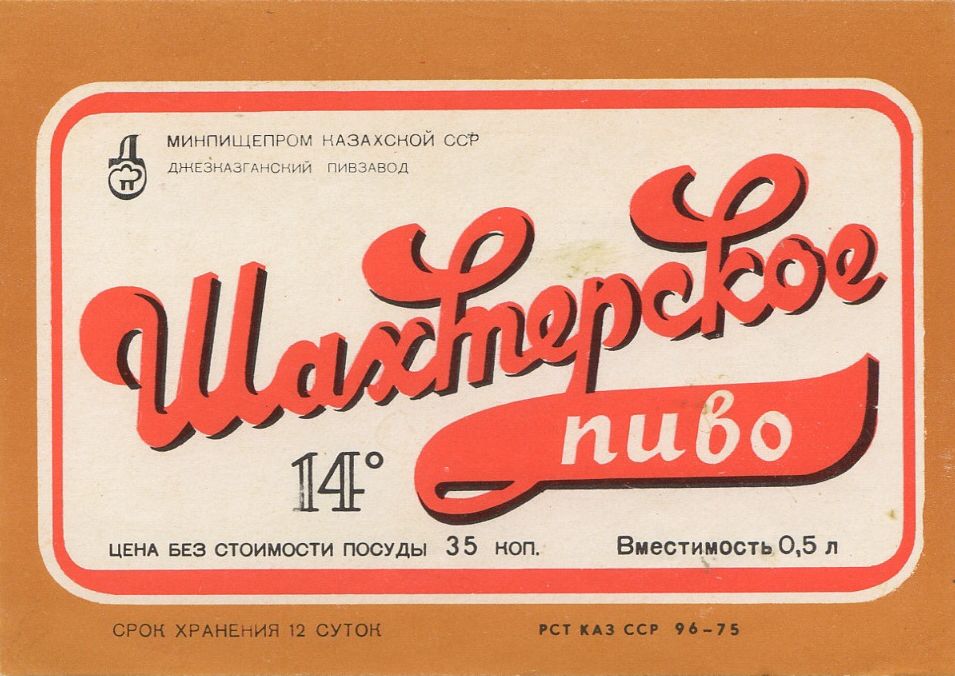 МИНПИЩЕПРОМ КАЗАХСКОЙ ССР
ДЖЕЗКАЗГАНСКИЙ ПИВЗАВОД
Шахтерское
пиво
14°
ЦЕНА БЕЗ СТОИМОСТИ ПОСУДЫ 35 КОП. Вместимость 0,5 л
СРОК ХРАНЕНИЯ 12 СУТОК РСТ КАЗ ССР 96-75